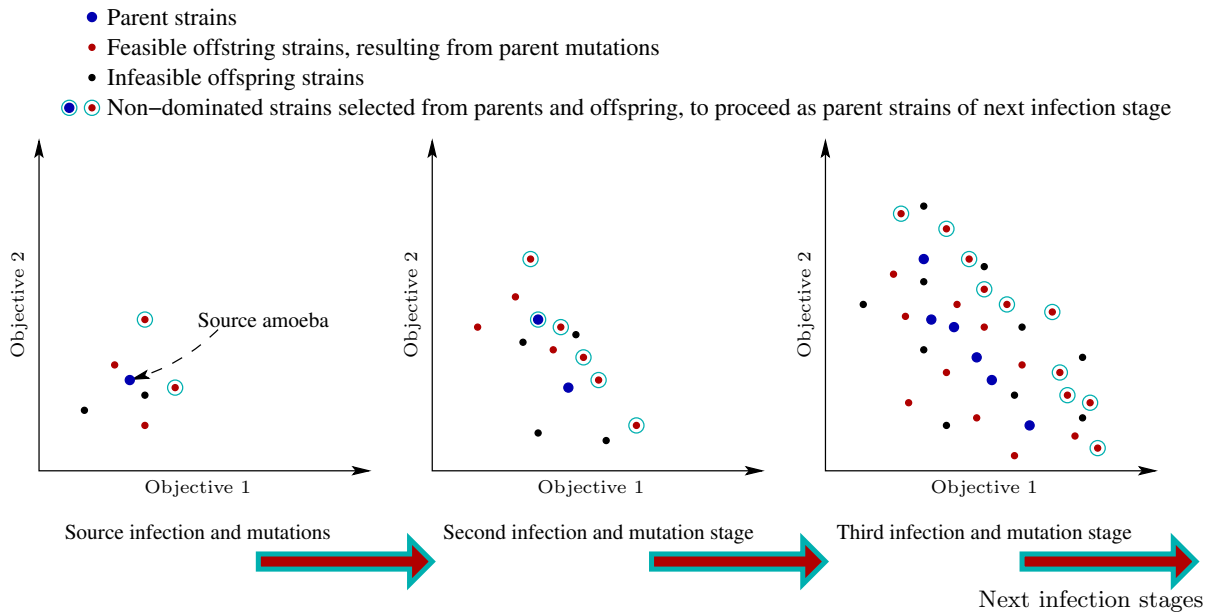 Parent strains
Feasible offstring strains, resulting from parent mutations
Infeasible offspring strains
Non−dominated strains selected from parents and offspring, to proceed as parent strains of next infection stage
Objective 2
Source amoeba
Objective 1
Objective 2
Objective 1
Objective 2
Objective 1
Source infection and mutations
Second infection and mutation stage
Third infection and mutation stage
Next infection stages